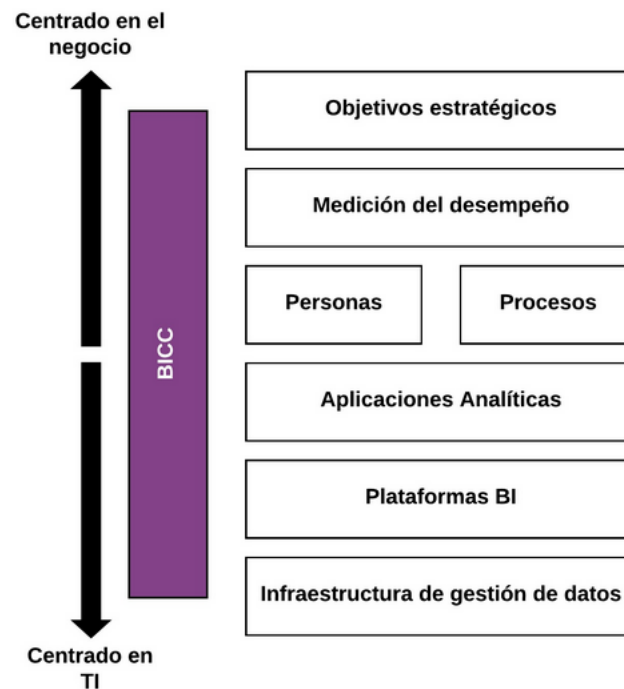 Centrado en el
negocio
Objetivos estratégicos
Medición del desempeño
Personas
Procesos
BICC
Aplicaciones Analíticas
Plataformas BI
Infraestructura de gestión de datos
Centrado en
TI